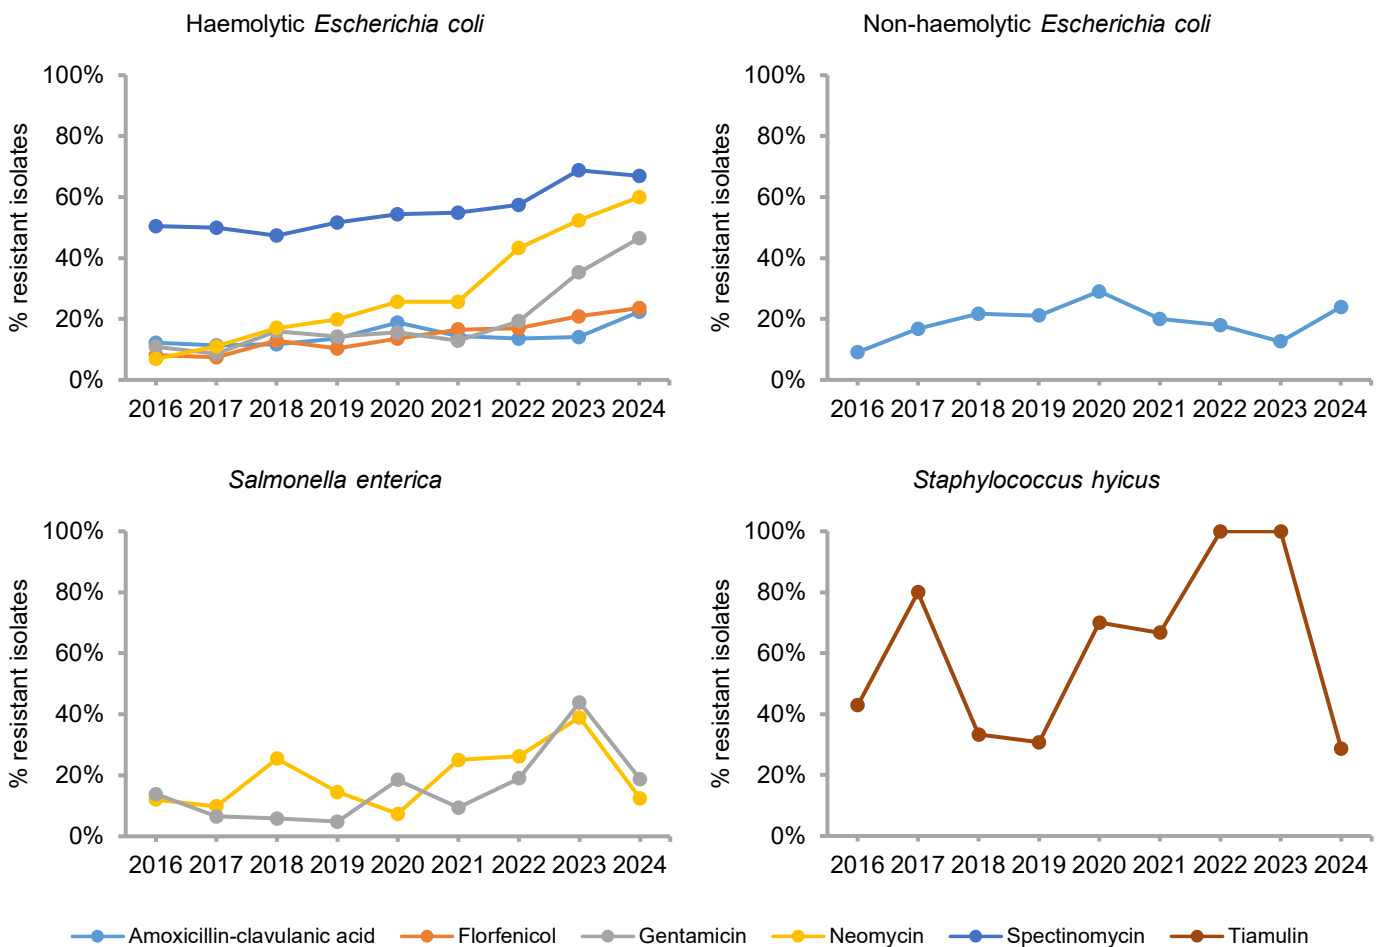 Haemolytic Escherichia coli
% resistant isolates
100%
80%
60%
40%
20%
0%
2016 2017 2018 2019 2020 2021 2022 2023 2024
Non-haemolytic Escherichia coli
% resistant isolates
100%
80%
60%
40%
20%
0%
2016 2017 2018 2019 2020 2021 2022 2023 2024
Salmonella enterica
% resistant isolates
100%
80%
60%
40%
20%
0%
2016 2017 2018 2019 2020 2021 2022 2023 2024
Staphylococcus hyicus
% resistant isolates
100%
80%
60%
40%
20%
0%
2016 2017 2018 2019 2020 2021 2022 2023 2024
Amoxicillin-clavulanic acid Florfenicol Gentamicin Neomycin Spectinomycin Tiamulin